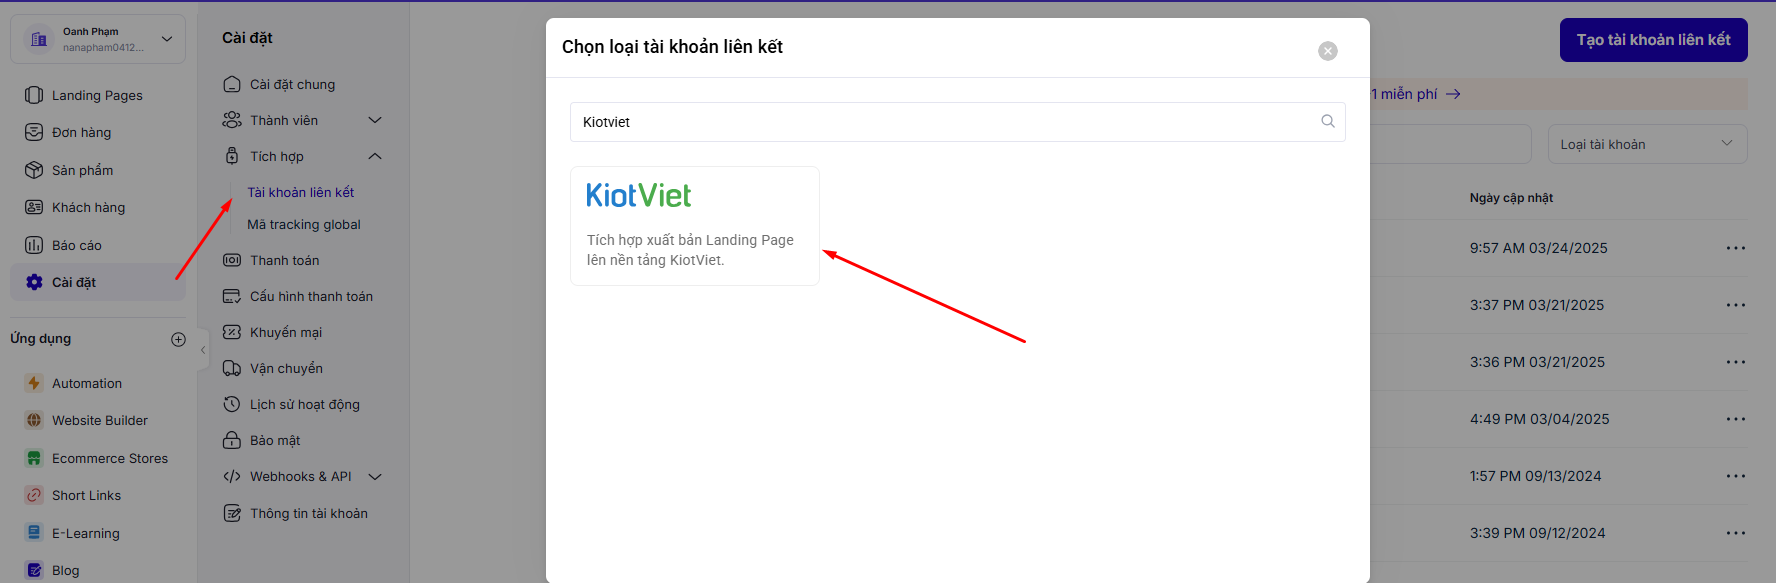 Oanh Phạm
nanapham0412...
Landing Pages
Đơn hàng
Sản phẩm
Khách hàng
Báo cáo
Cài đặt
Ứng dụng
Automation
Website Builder
Ecommerce Stores
Short Links
E-Learning
Blog
Cài đặt
Cài đặt chung
Thành viên
Tích hợp
Tài khoản liên kết
Mã tracking global
Thanh toán
Cấu hình thanh toán
Khuyến mại
Vận chuyển
Lịch sử hoạt động
Bảo mật
Webhooks & API
Thông tin tài khoản
Chọn loại tài khoản liên kết
Kiotviet
KiotViet
Tích hợp xuất bản Landing Page
lên nền tảng KiotViet.
Tạo tài khoản liên kết
1 miễn phí
Loại tài khoản
Ngày cập nhật
9:57 AM 03/24/2025
3:37 PM 03/21/2025
3:36 PM 03/21/2025
4:49 PM 03/04/2025
1:57 PM 09/13/2024
3:39 PM 09/12/2024